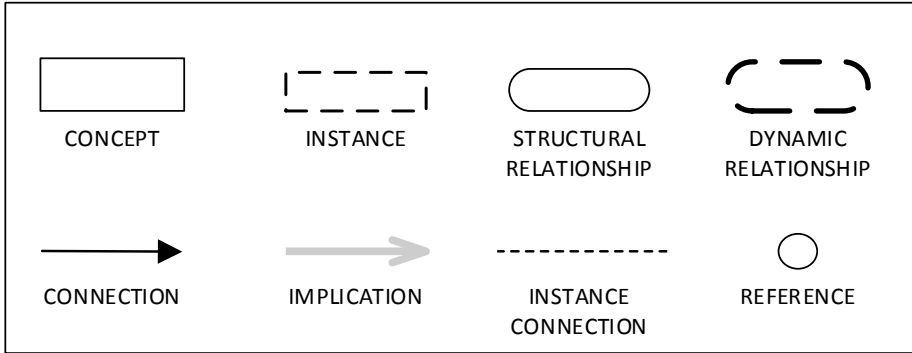 CONCEPT
INSTANCE
STRUCTURAL
RELATIONSHIP
DYNAMIC
RELATIONSHIP
CONNECTION
IMPLICATION
INSTANCE
CONNECTION
REFERENCE